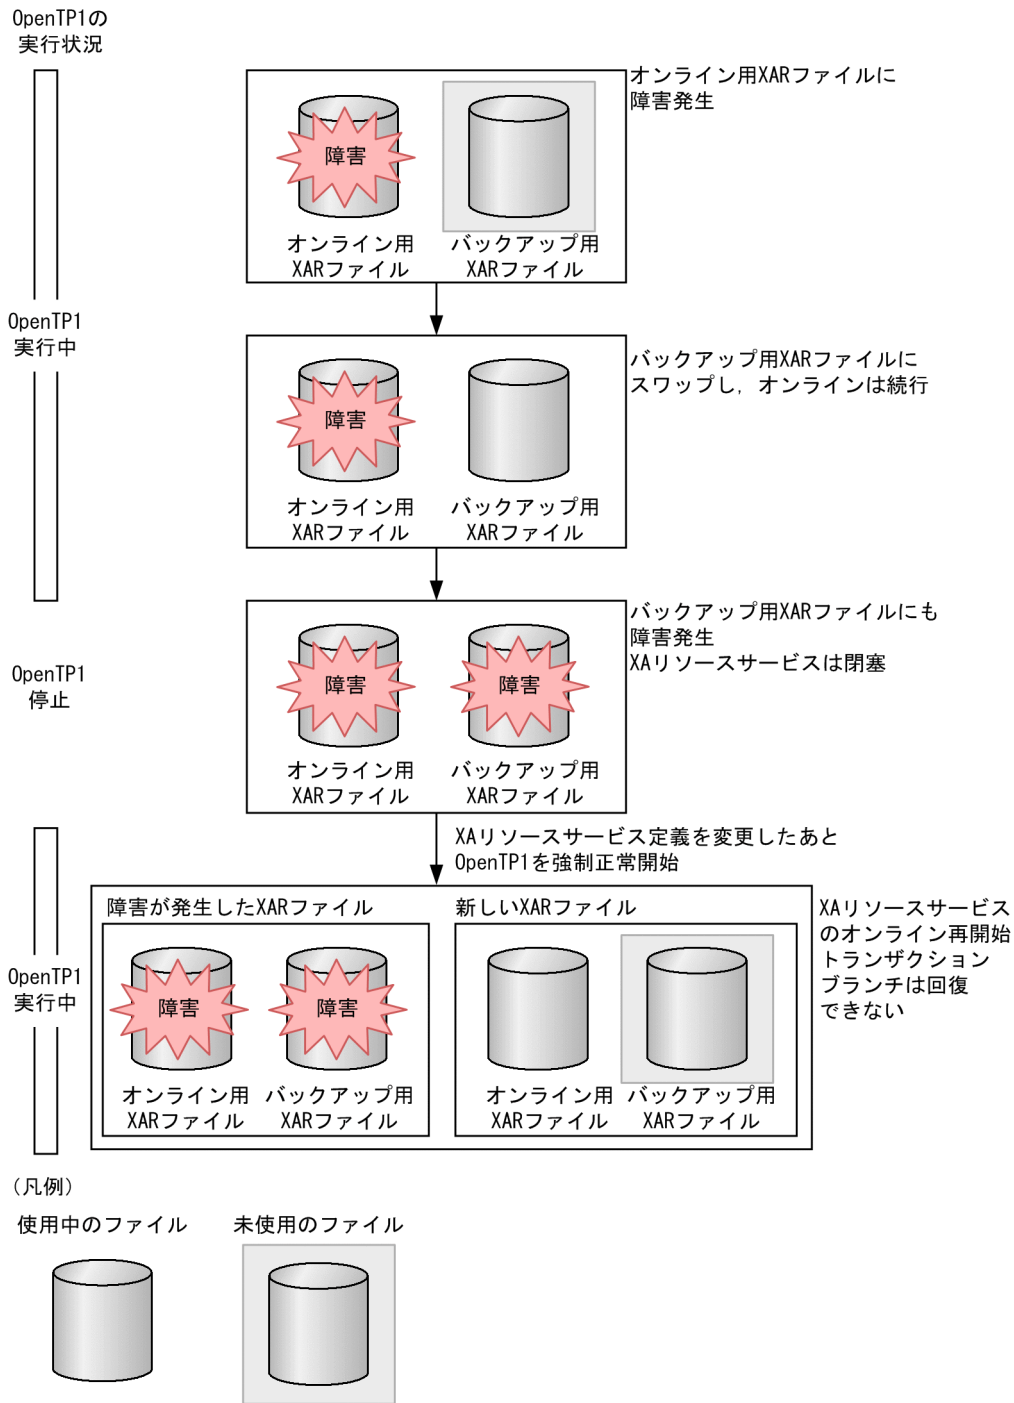 OpenTP1の
実行状況
オンライン用XARファイルに
障害発生
障害
オンライン用
XARファイル
バックアップ用
XARファイル
OpenTP1
実行中
バックアップ用XARファイルに
スワップし，オンラインは続行
障害
オンライン用
XARファイル
バックアップ用
XARファイル
バックアップ用XARファイルにも
障害発生
XAリソースサービスは閉塞
OpenTP1
停止
障害
障害
オンライン用
XARファイル
バックアップ用
XARファイル
XAリソースサービス定義を変更したあと
OpenTP1を強制正常開始
障害が発生したXARファイル
新しいXARファイル
XAリソースサービス
のオンライン再開始
トランザクション
ブランチは回復
できない
OpenTP1
実行中
障害
障害
オンライン用
XARファイル
バックアップ用
XARファイル
オンライン用
XARファイル
バックアップ用
XARファイル
（凡例）
使用中のファイル
未使用のファイル